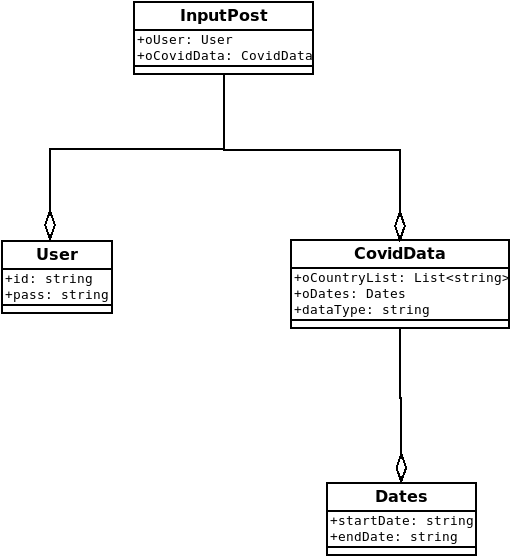 InputPost
+oUser: User
+oCovidData: CovidData
User
+id: string
+pass: string
CovidData
+oCountryList: List<string>
+oDates: Dates
+dataType: string
Dates
+startDate: string
+endDate: string